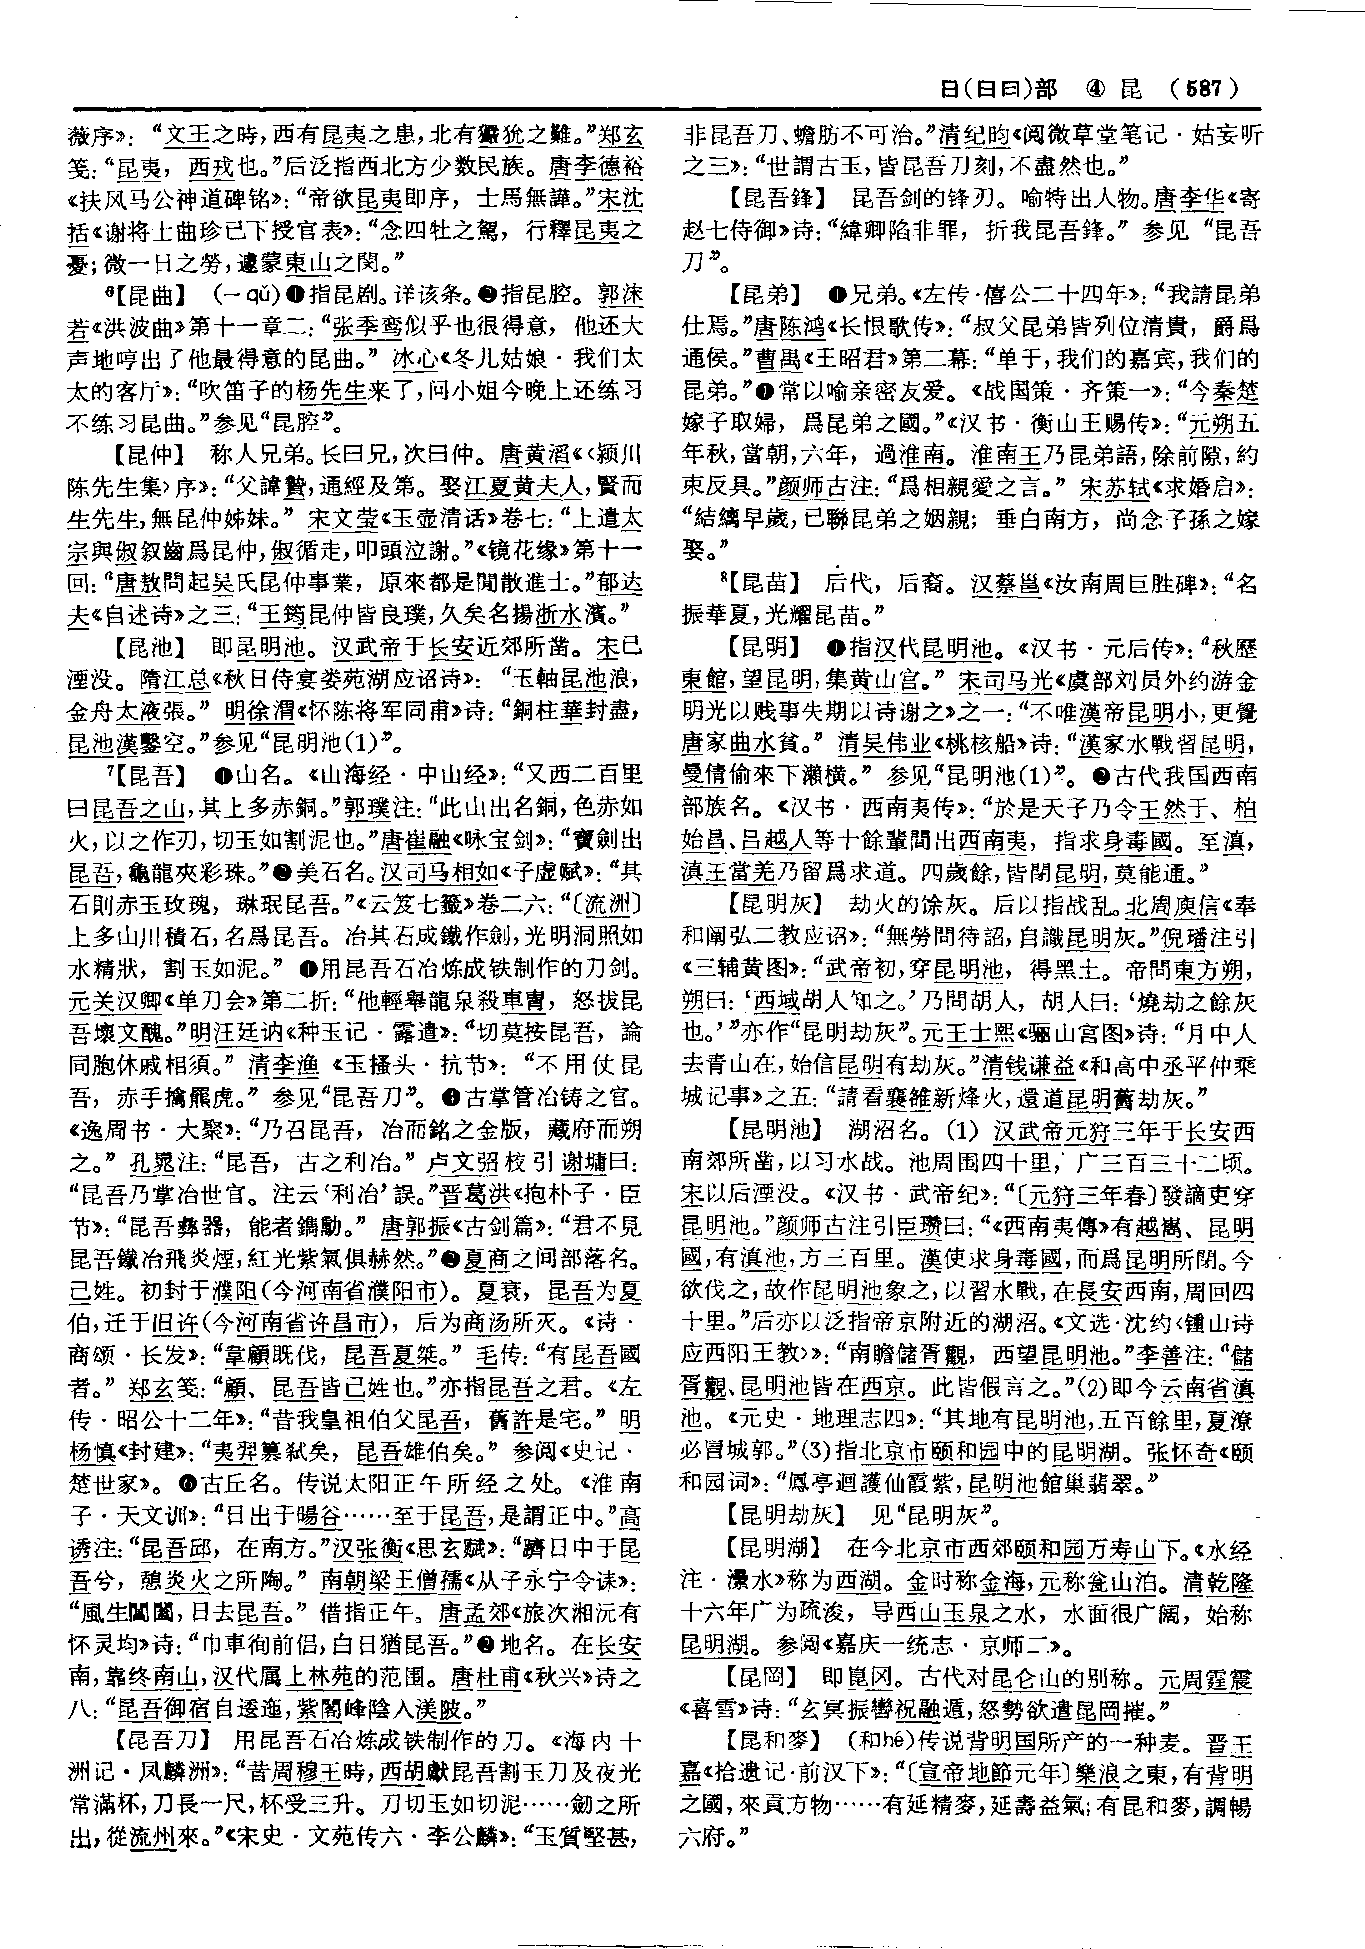 日(日曰)部　④ 昆　(587)
薇序》：“文王之時，西有昆夷之患，北有玁狁之難。”郑玄
笺：“昆夷，西戎也。”后泛指西北方少数民族。唐李德裕
《扶风马公神道碑铭》：“帝欲昆夷即序，士馬無譁。”宋沈
括《谢将士曲珍已下授官表》：“念四牡之駕，行釋昆夷之
憂；微一日之勞，遽蒙東山之閔。”
⁶【昆曲】　(—qǔ)❶指昆剧。详该条。❷指昆腔。郭沫
若《洪波曲》第十一章二：“张季鸾似乎也很得意，他还大
声地哼出了他最得意的昆曲。”冰心《冬儿姑娘·我们太
太的客厅》：“吹笛子的杨先生来了，问小姐今晚上还练习
不练习昆曲。”参见“昆腔”。
【昆仲】　称人兄弟。长曰兄，次曰仲。唐黄滔《〈颍川
陈先生集〉序》：“父諱贄，通經及第。娶江夏黄夫人，賢而
生先生，無昆仲姊妹。”宋文莹《玉壶清话》卷七：“上遣太
宗與俶叙齒爲昆仲，俶循走，叩頭泣謝。”《镜花缘》第十一
回：“唐敖問起吴氏昆仲事業，原來都是閒散進士。”郁达
夫《自述诗》之三：“王筠昆仲皆良璞，久矣名揚浙水濱。”
【昆池】　即昆明池。汉武帝于长安近郊所凿。宋已
湮没。隋江总《秋日侍宴娄苑湖应诏诗》：“玉軸昆池浪，
金舟太液張。”明徐渭《怀陈将军同甫》诗：“銅柱華封盡，
昆池漢鑿空。”参见“昆明池(1)”。
⁷【昆吾】　❶山名。《山海经·中山经》：“又西二百里
曰昆吾之山，其上多赤銅。”郭璞注：“此山出名銅，色赤如
火，以之作刃，切玉如割泥也。”唐崔融《咏宝剑》：“寶劍出
昆吾，龜龍夾彩珠。”❷美石名。汉司马相如《子虚赋》：“其
石則赤玉玫瑰，琳珉昆吾。”《云笈七籤》卷二六：“〔流洲〕
上多山川積石，名爲昆吾。冶其石成鐵作劍，光明洞照如
水精狀，割玉如泥。”❸用昆吾石冶炼成铁制作的刀剑。
元关汉卿《单刀会》第二折：“他輕舉龍泉殺車胄，怒拔昆
吾壞文醜。”明汪廷讷《种玉记·露遣》：“切莫按昆吾，論
同胞休戚相須。”清李渔《玉搔头·抗节》：“不用仗昆
吾，赤手擒羆虎。”参见“昆吾刀”。❹古掌管冶铸之官。
《逸周书·大聚》：“乃召昆吾，冶而銘之金版，藏府而朔
之。”孔晁注：“昆吾，古之利冶。”卢文弨校引谢墉曰：
“昆吾乃掌冶世官。注云‘利冶’誤。”晋葛洪《抱朴子·臣
节》：“昆吾彝器，能者鐫勳。”唐郭振《古剑篇》：“君不見
昆吾鐵冶飛炎煙，紅光紫氣俱赫然。”❺夏商之间部落名。
己姓。初封于濮阳(今河南省濮阳市)。夏衰，昆吾为夏
伯，迁于旧许(今河南省许昌市)，后为商汤所灭。《诗·
商颂·长发》：“韋顧既伐，昆吾夏桀。”毛传：“有昆吾國
者。”郑玄笺：“顧、昆吾皆己姓也。”亦指昆吾之君。《左
传·昭公十二年》：“昔我皇祖伯父昆吾，舊許是宅。”明
杨慎《封建》：“夷羿篡弑矣，昆吾雄伯矣。”参阅《史记·
楚世家》。❻古丘名。传说太阳正午所经之处。《淮南
子·天文训》：“日出于暘谷……至于昆吾，是謂正中。”高
诱注：“昆吾邱，在南方。”汉张衡《思玄赋》：“躋日中于昆
吾兮，憩炎火之所陶。”南朝梁王僧孺《从子永宁令诔》：
“風生閶闔，日去昆吾。”借指正午。唐孟郊《旅次湘沅有
怀灵均》诗：“巾車徇前侣，白日猶昆吾。”❼地名。在长安
南，靠终南山，汉代属上林苑的范围。唐杜甫《秋兴》诗之
八：“昆吾御宿自逶迤，紫閣峰陰入渼陂。”
【昆吾刀】　用昆吾石冶炼成铁制作的刀。《海内十
洲记·凤麟洲》：“昔周穆王時，西胡獻昆吾割玉刀及夜光
常滿杯，刀長一尺，杯受三升。刀切玉如切泥……劒之所
出，從流州來。”《宋史·文苑传六·李公麟》：“玉質堅甚，
非昆吾刀、蟾肪不可治。”清纪昀《阅微草堂笔记·姑妄听
之三》：“世謂古玉，皆昆吾刀刻，不盡然也。”
【昆吾鋒】　昆吾剑的锋刃。喻特出人物。唐李华《寄
赵七侍御》诗：“緯卿陷非罪，折我昆吾鋒。”参见“昆吾
刀”。
【昆弟】　❶兄弟。《左传·僖公二十四年》：“我請昆弟
仕焉。”唐陈鸿《长恨歌传》：“叔父昆弟皆列位清貴，爵爲
通侯。”曹禺《王昭君》第二幕：“单于，我们的嘉宾，我们的
昆弟。”❷常以喻亲密友爱。《战国策·齐策一》：“今秦楚
嫁子取婦，爲昆弟之國。”《汉书·衡山王赐传》：“元朔五
年秋，當朝，六年，過淮南。淮南王乃昆弟語，除前隙，約
束反具。”颜师古注：“爲相親愛之言。”宋苏轼《求婚启》：
“結縭早歲，已聯昆弟之姻親；垂白南方，尚念子孫之嫁
娶。”
⁸【昆苗】　后代，后裔。汉蔡邕《汝南周巨胜碑》：“名
振華夏，光耀昆苗。”
【昆明】　❶指汉代昆明池。《汉书·元后传》：“秋歷
東館，望昆明，集黄山宫。”宋司马光《虞部刘员外约游金
明光以贱事失期以诗谢之》之一：“不唯漢帝昆明小，更覺
唐家曲水貧。”清吴伟业《桃核船》诗：“漢家水戰習昆明，
曼倩偷來下瀨横。”参见“昆明池(1)”。❷古代我国西南
部族名。《汉书·西南夷传》：“於是天子乃令王然于、柏
始昌、吕越人等十餘輩間出西南夷，指求身毒國。至滇，
滇王當羌乃留爲求道。四歲餘，皆閉昆明，莫能通。”
【昆明灰】　劫火的馀灰。后以指战乱。北周庾信《奉
和阐弘二教应诏》：“無勞問待詔，自識昆明灰。”倪璠注引
《三辅黄图》：“武帝初，穿昆明池，得黑土。帝問東方朔，
朔曰：‘西域胡人知之。’乃問胡人，胡人曰：‘燒劫之餘灰
也。’”亦作“昆明劫灰”。元王士熙《骊山宫图》诗：“月中人
去青山在，始信昆明有劫灰。”清钱谦益《和高中丞平仲乘
城记事》之五：“請看襄雒新烽火，還道昆明舊劫灰。”
【昆明池】　湖沼名。(1) 汉武帝元狩三年于长安西
南郊所凿，以习水战。池周围四十里，广三百三十二顷。
宋以后湮没。《汉书·武帝纪》：“〔元狩三年春〕發謫吏穿
昆明池。”颜师古注引臣瓒曰：“《西南夷傳》有越巂、昆明
國，有滇池，方三百里。漢使求身毒國，而爲昆明所閉。今
欲伐之，故作昆明池象之，以習水戰，在長安西南，周回四
十里。”后亦以泛指帝京附近的湖沼。《文选·沈约〈锺山诗
应西阳王教〉》：“南瞻儲胥觀，西望昆明池。”李善注：“儲
胥觀、昆明池皆在西京。此皆假言之。”(2)即今云南省滇
池。《元史·地理志四》：“其地有昆明池，五百餘里，夏潦
必冒城郭。”(3)指北京市颐和园中的昆明湖。张怀奇《颐
和园词》：“鳳亭迴護仙霞紫，昆明池館巢翡翠。”
【昆明劫灰】　见“昆明灰”。
【昆明湖】　在今北京市西郊颐和园万寿山下。《水经
注·㶟水》称为西湖。金时称金海，元称瓮山泊。清乾隆
十六年广为疏浚，导西山玉泉之水，水面很广阔，始称
昆明湖。参阅《嘉庆一统志·京师二》。
【昆岡】　即崑冈。古代对昆仑山的别称。元周霆震
《喜雪》诗：“玄冥振轡祝融遁，怒勢欲遣昆岡摧。”
【昆和麥】　(和hé)传说背明国所产的一种麦。晋王
嘉《拾遗记·前汉下》：“〔宣帝地節元年〕樂浪之東，有背明
之國，來貢方物……有延精麥，延壽益氣；有昆和麥，調暢
六府。”